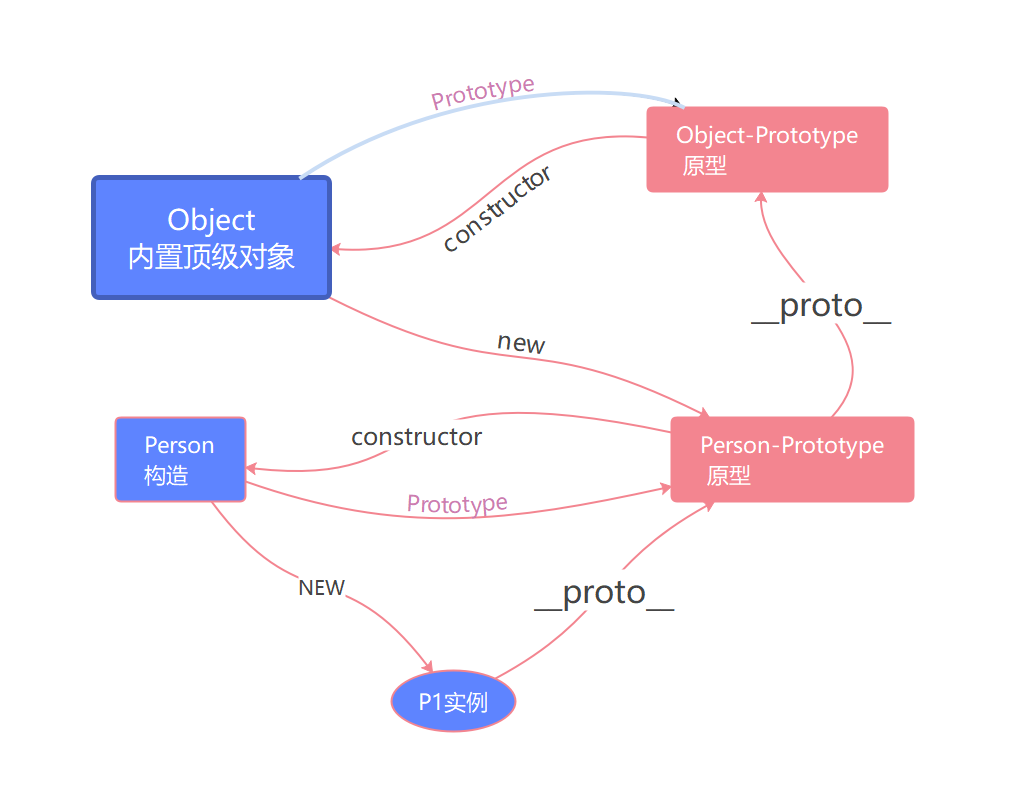 Prototype
Object-Prototype
原型
constructor
Object
内置顶级对象
__proto__
new
constructor
Person
构造
Person-Prototype
原型
Prototype
NEW
__proto__
P1实例